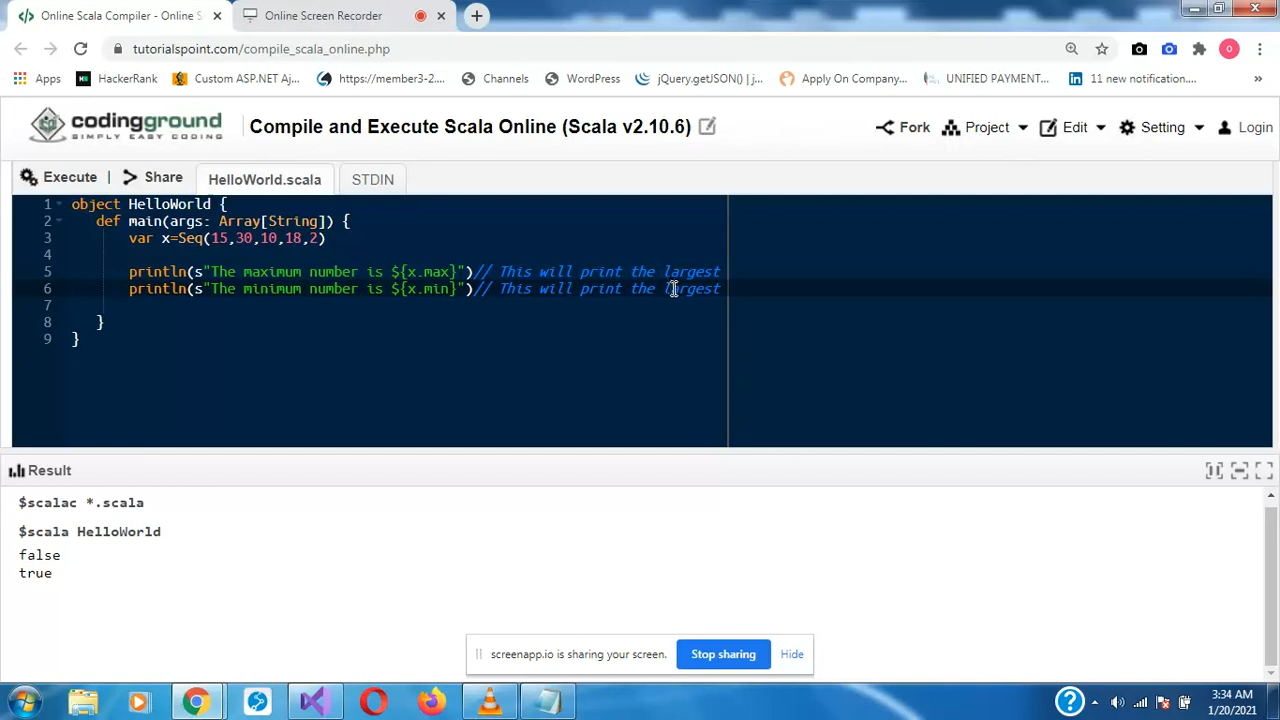 Online Scala Compiler - Online S
Online Screen Recorder
tutorialspoint.com/compile_scala_online.php
Apps
HackerRank
Custom ASP.NET Aj...
https://member3-2....
Channels
WordPress
jQuery.getJSON() | j...
Apply On Company...
UNIFIED PAYMENT...
11 new notification....
»
codingground
SIMPLY EASY CODING
Compile and Execute Scala Online (Scala v2.10.6)
Fork
Project
Edit
Setting
Login
Execute | Share
HelloWorld.scala
STDIN
1 object HelloWorld {
2 def main(args: Array[String]) {
3 var x=Seq(15,30,10,18,2)
4
5 println(s"The maximum number is ${x.max}")// This will print the largest
6 println(s"The minimum number is ${x.min}")// This will print the largest
7
8 }
9 }
Result
$scalac *.scala
$scala HelloWorld
false
true
screenapp.io is sharing your screen.
Stop sharing
Hide
3:34 AM
1/20/2021